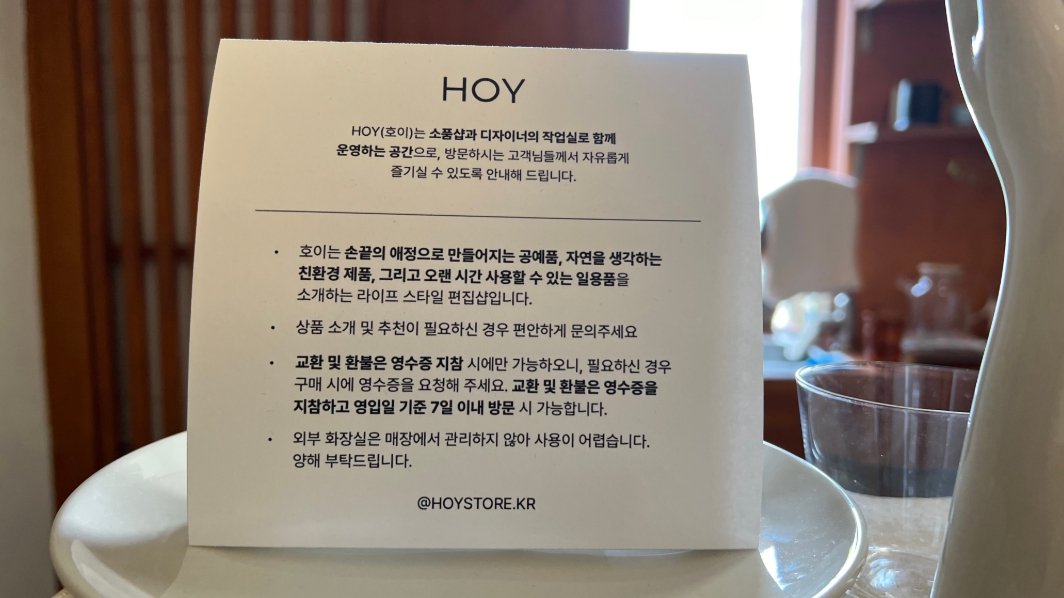 HOY
HOY(호이)는 소품샵과 디자이너의 작업실로 함께
운영하는 공간으로, 방문하시는 고객님들께서 자유롭게
즐기실 수 있도록 안내해 드립니다.
• 호이는 손끝의 애정으로 만들어지는 공예품, 자연을 생각하는
친환경 제품, 그리고 오랜 시간 사용할 수 있는 일용품을
소개하는 라이프 스타일 편집샵입니다.
• 상품 소개 및 추천이 필요하신 경우 편안하게 문의주세요
• 교환 및 환불은 영수증 지참 시에만 가능하오니, 필요하신 경우
구매 시에 영수증을 요청해 주세요. 교환 및 환불은 영수증을
지참하고 영입일 기준 7일 이내 방문 시 가능합니다.
• 외부 화장실은 매장에서 관리하지 않아 사용이 어렵습니다.
양해 부탁드립니다.
@HOYSTORE.KR